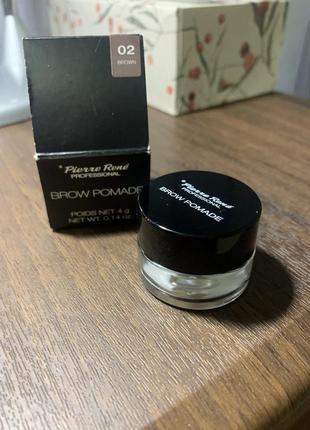 02
BROWN
*Pierre René
PROFESSIONAL
BROW POMADE
POIDS NET 4 g
NET WT. 0.14 oz
*Pierre René
PROFESSIONAL
BROW POMADE